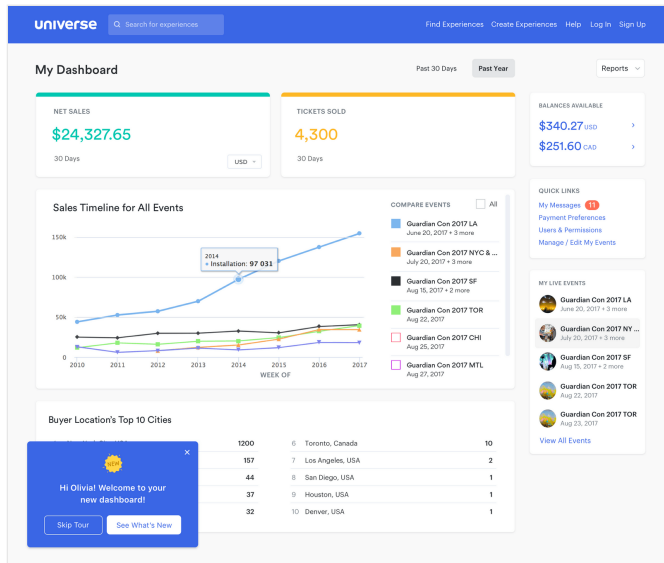 unıverse
Search for experiences
Find Experiences Create Experiences Help Log In Sign Up
My Dashboard
Past 30 Days Past Year
Reports
NET SALES
$24,327.65
30 Days
USD
TICKETS SOLD
4,300
30 Days
BALANCES AVAILABLE
$340.27 USD
$251.60 CAD
QUICK LINKS
My Messages 11
Payment Preferences
Users & Permissions
Manage / Edit My Events
Sales Timeline for All Events
150k
100k
50k
0
2010 2011 2012 2013 2014 2015 2016 2017
WEEK OF
2014
Installation: 97 031
COMPARE EVENTS All
Guardian Con 2017 LA
June 20, 2017 + 3 more
Guardian Con 2017 NYC & ...
July 20, 2017 + 3 more
Guardian Con 2017 SF
Aug 15, 2017 + 2 more
Guardian Con 2017 TOR
Aug 22, 2017
Guardian Con 2017 CHI
Aug 25, 2017
Guardian Con 2017 MTL
Aug 27, 2017
MY LIVE EVENTS
Guardian Con 2017 LA
June 20, 2017 + 3 more
Guardian Con 2017 NY ...
July 20, 2017 + 3 more
Guardian Con 2017 SF
Aug 15, 2017 + 2 more
Guardian Con 2017 TOR
Aug 22, 2017
Guardian Con 2017 TOR
Aug 23, 2017
View All Events
Buyer Location's Top 10 Cities
1200
157
44
37
32
6 Toronto, Canada 10
7 Los Angeles, USA 2
8 San Diego, USA 1
9 Houston, USA 1
10 Denver, USA 1
NEW
Hi Olivia! Welcome to your
new dashboard!
Skip Tour
See What's New